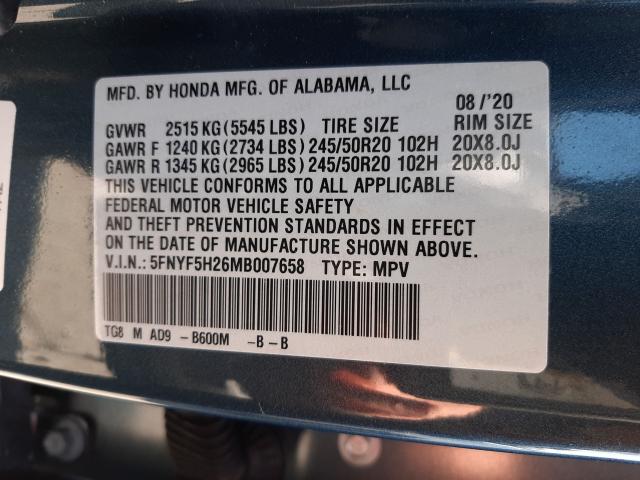 MFD. BY HONDA MFG. OF ALABAMA, LLC
08 /'20
GVWR 2515 KG (5545 LBS) TIRE SIZE RIM SIZE
GAWR F 1240 KG (2734 LBS) 245/50R20 102H 20X8.0J
GAWR R 1345 KG (2965 LBS) 245/50R20 102H 20X8.0J
THIS VEHICLE CONFORMS TO ALL APPLICABLE
FEDERAL MOTOR VEHICLE SAFETY
AND THEFT PREVENTION STANDARDS IN EFFECT
ON THE DATE OF MANUFACTURE SHOWN ABOVE.
V.I.N.: 5FNYF5H26MB007658 TYPE: MPV
TG8 M AD9 - B600M - B - B